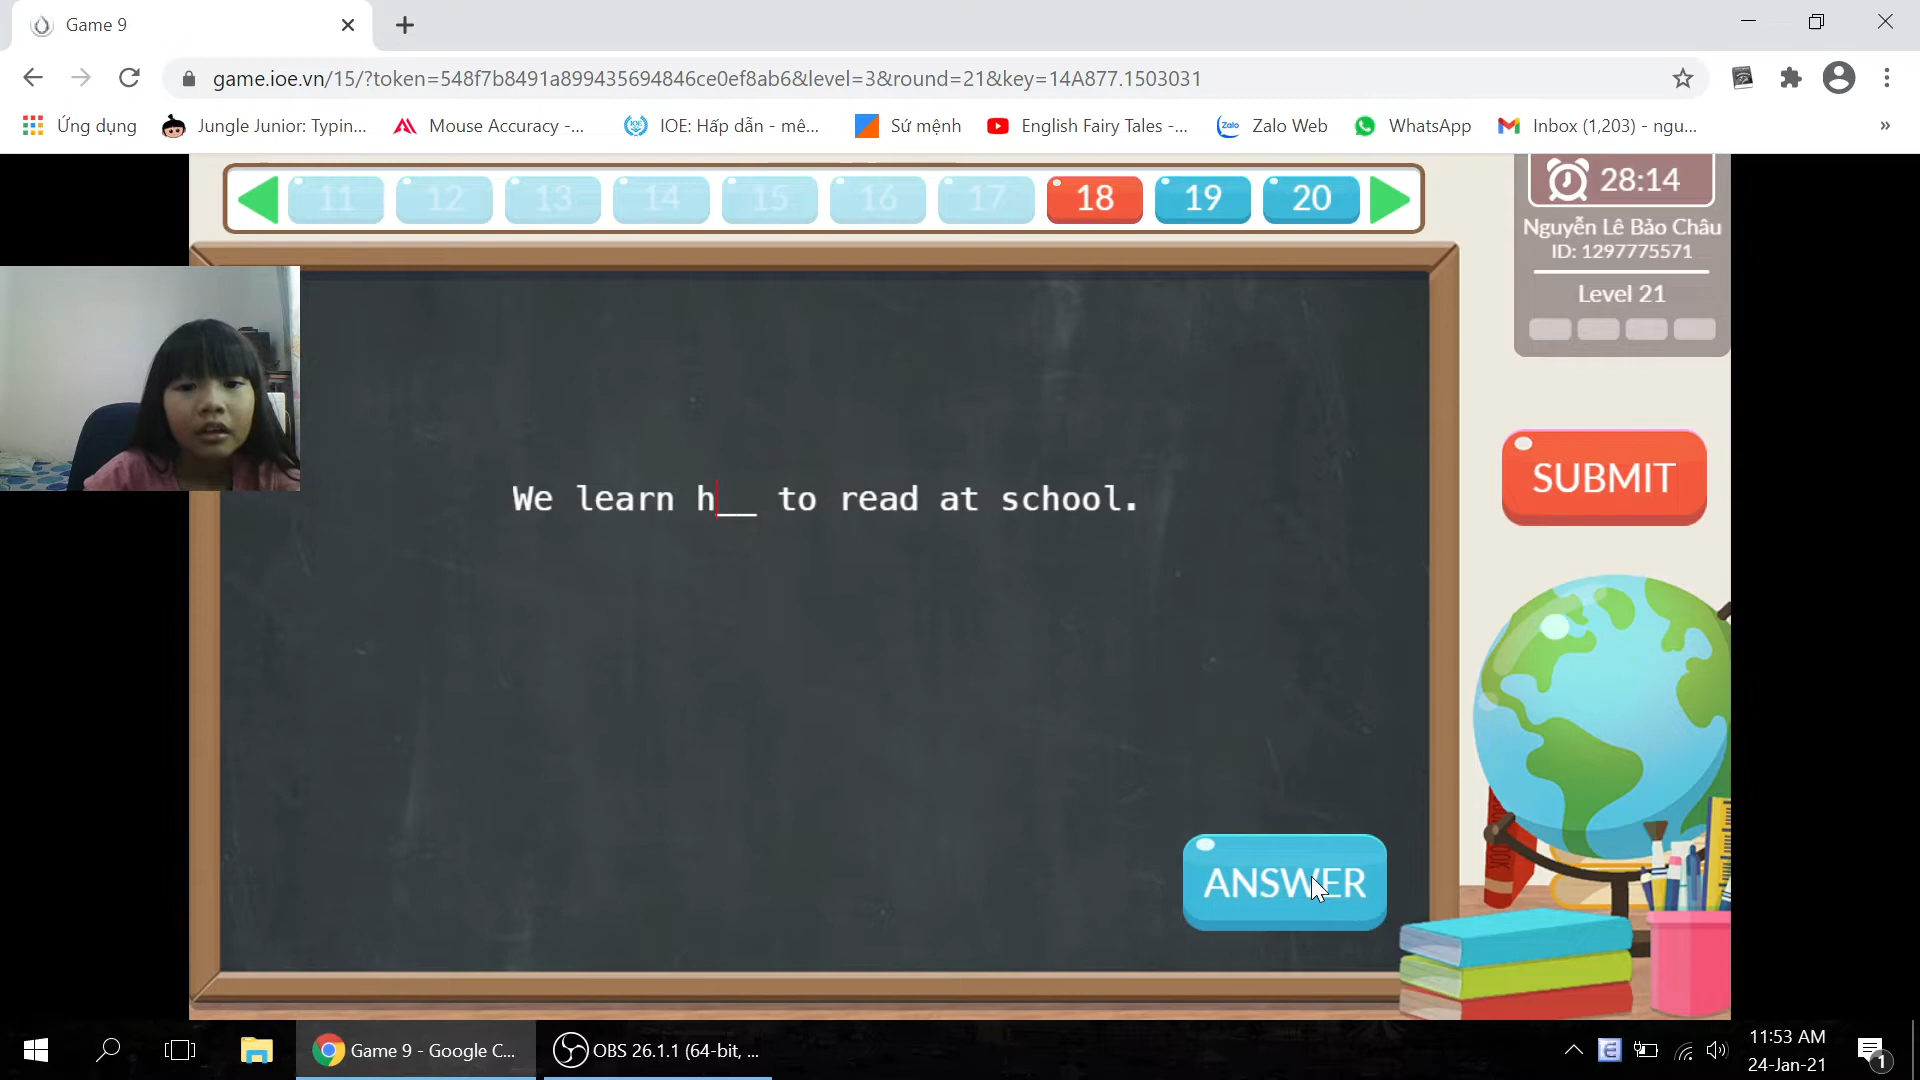 Game 9
game.ioe.vn/15/?token=548f7b8491a899435694846ce0ef8ab6&level=3&round=21&key=14A877.1503031
Ứng dụng Jungle Junior: Typin... Mouse Accuracy -... IOE: Hấp dẫn - mê... Sứ mệnh English Fairy Tales -... Zalo Zalo Web WhatsApp Inbox (1,203) - ngu... »
11 12 13 14 15 16 17 18 19 20
28:14
Nguyễn Lê Bảo Châu
ID: 1297775571
Level 21
SUBMIT
We learn h__ to read at school.
ANSWER
Game 9 - Google C...
OBS 26.1.1 (64-bit, ...
11:53 AM
24-Jan-21
1